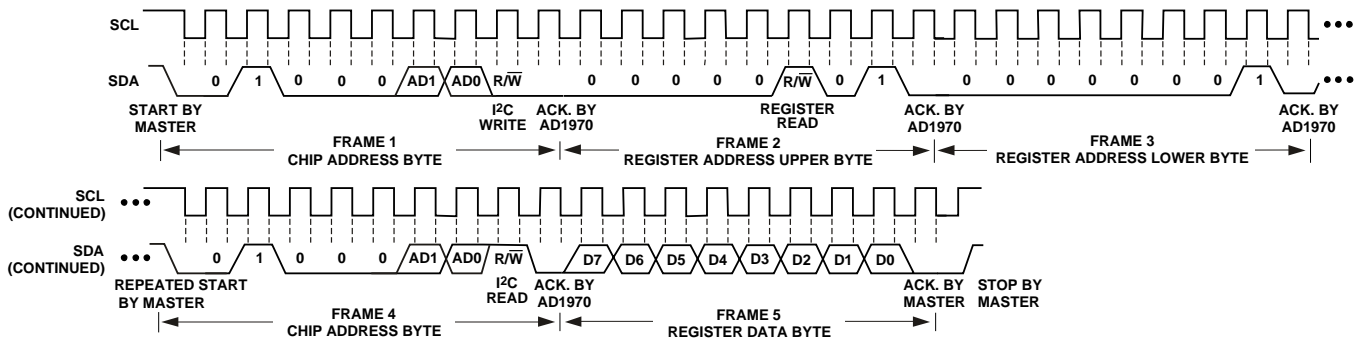 SCL
SDA 0 1 0 0 0 AD1 AD0 R/W̅ 0 0 0 0 0 R/W̅ 0 1 0 0 0 0 0 0 0 1
START BY MASTER
I²C WRITE
ACK. BY AD1970
REGISTER READ
ACK. BY AD1970
ACK. BY AD1970
FRAME 1
CHIP ADDRESS BYTE
FRAME 2
REGISTER ADDRESS UPPER BYTE
FRAME 3
REGISTER ADDRESS LOWER BYTE
SCL
(CONTINUED)
SDA
(CONTINUED)
0 1 0 0 0 AD1 AD0 R/W̅ D7 D6 D5 D4 D3 D2 D1 D0
REPEATED START
BY MASTER
I²C
READ
ACK. BY
AD1970
ACK. BY
MASTER
STOP BY
MASTER
FRAME 4
CHIP ADDRESS BYTE
FRAME 5
REGISTER DATA BYTE